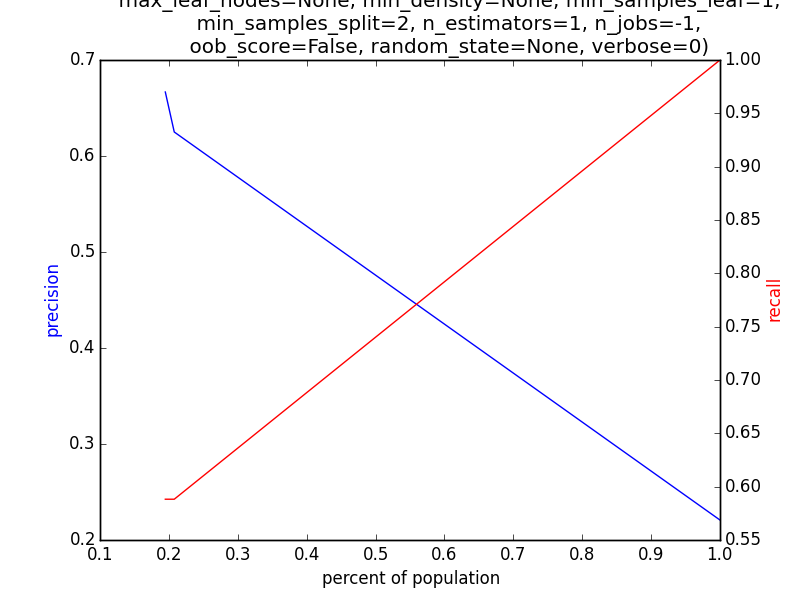 max_leaf_nodes=None, min_density=None, min_samples_leaf=1,
min_samples_split=2, n_estimators=1, n_jobs=-1,
oob_score=False, random_state=None, verbose=0)
0.7
0.6
0.5
0.4
0.3
0.2
precision
1.00
0.95
0.90
0.85
0.80
0.75
0.70
0.65
0.60
0.55
recall
0.1 0.2 0.3 0.4 0.5 0.6 0.7 0.8 0.9 1.0
percent of population